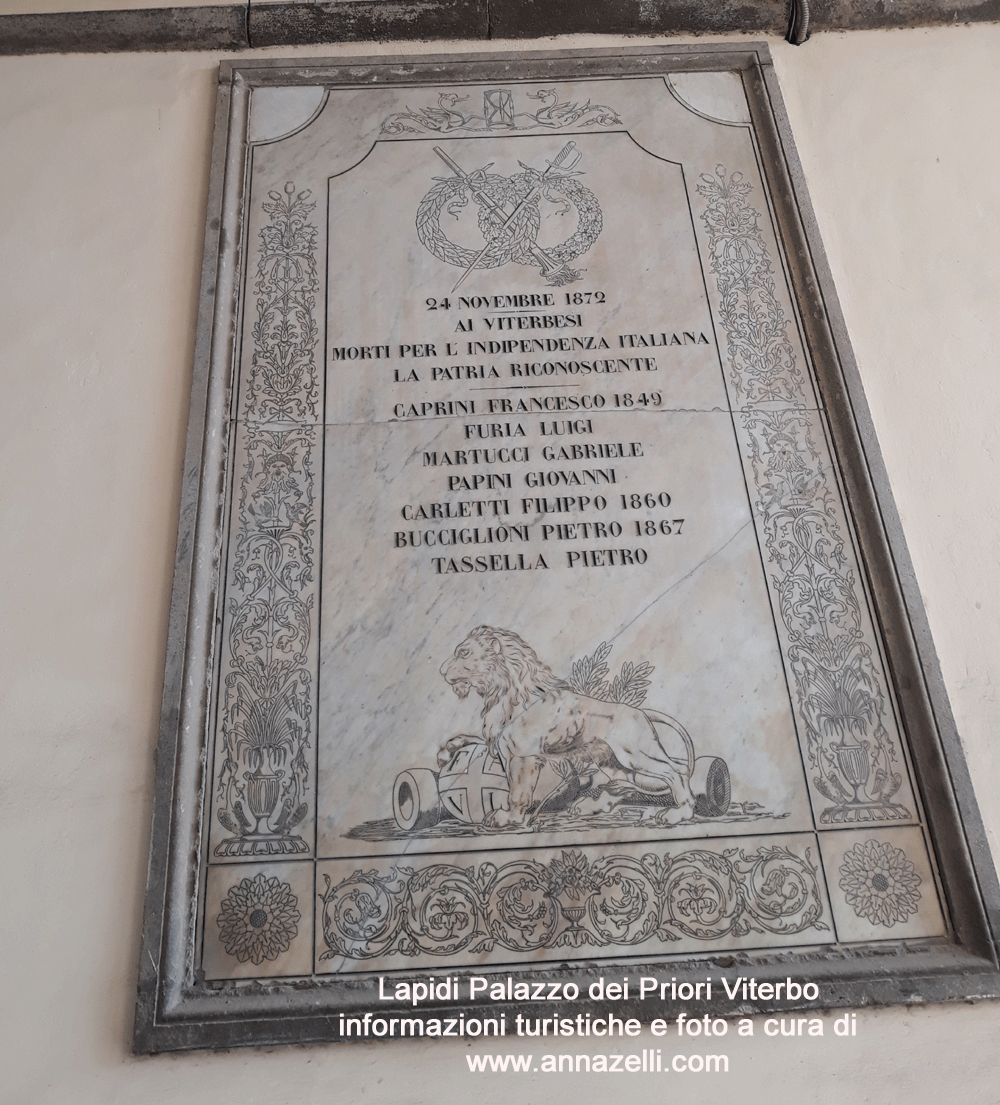 24 NOVEMBRE 1872
AI VITERBESI
MORTI PER L' INDIPENDENZA ITALIANA
LA PATRIA RICONOSCENTE
CAPRINI FRANCESCO 1849
FURIA LUIGI
MARTUCCI GABRIELE
PAPINI GIOVANNI
CARLETTI FILIPPO 1860
BUCCIGLIONI PIETRO 1867
TASSELLA PIETRO
Lapidi Palazzo dei Priori Viterbo
informazioni turistiche e foto a cura di
www.annazelli.com